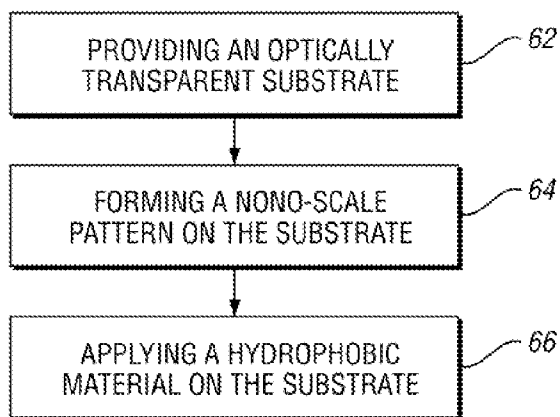 PROVIDING AN OPTICALLY
TRANSPARENT SUBSTRATE
62
FORMING A NONO-SCALE
PATTERN ON THE SUBSTRATE
64
APPLYING A HYDROPHOBIC
MATERIAL ON THE SUBSTRATE
66